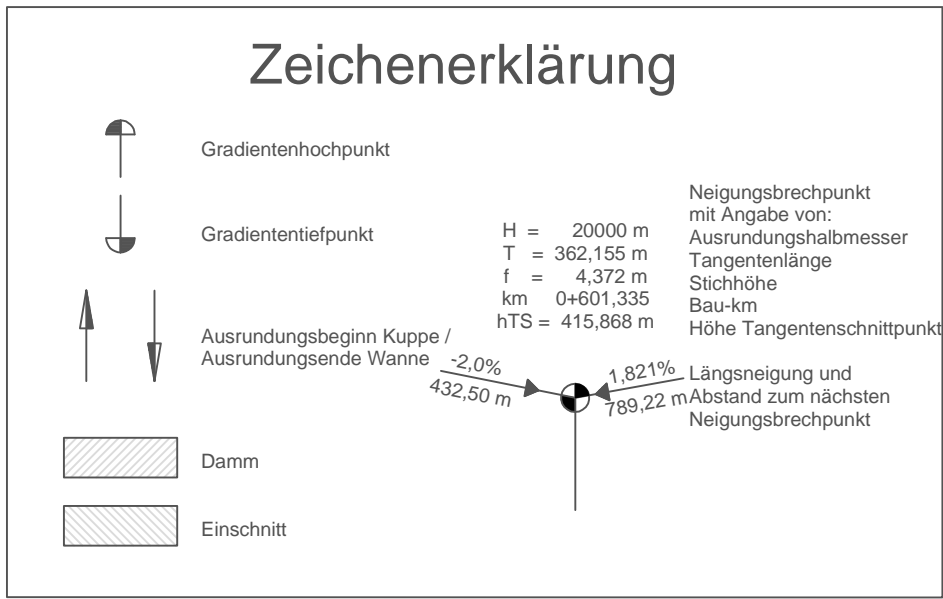 Zeichenerklärung
Gradientenhochpunkt
Gradiententiefpunkt
Ausrundungsbeginn Kuppe /
Ausrundungsende Wanne
Damm
Einschnitt
H = 20000 m
T = 362,155 m
f = 4,372 m
km 0+601,335
hTS = 415,868 m
Neigungsbrechpunkt
mit Angabe von:
Ausrundungshalbmesser
Tangentenlänge
Stichhöhe
Bau-km
Höhe Tangentenschnittpunkt
-2,0%
432,50 m
1,821%
789,22 m
Längsneigung und
Abstand zum nächsten
Neigungsbrechpunkt